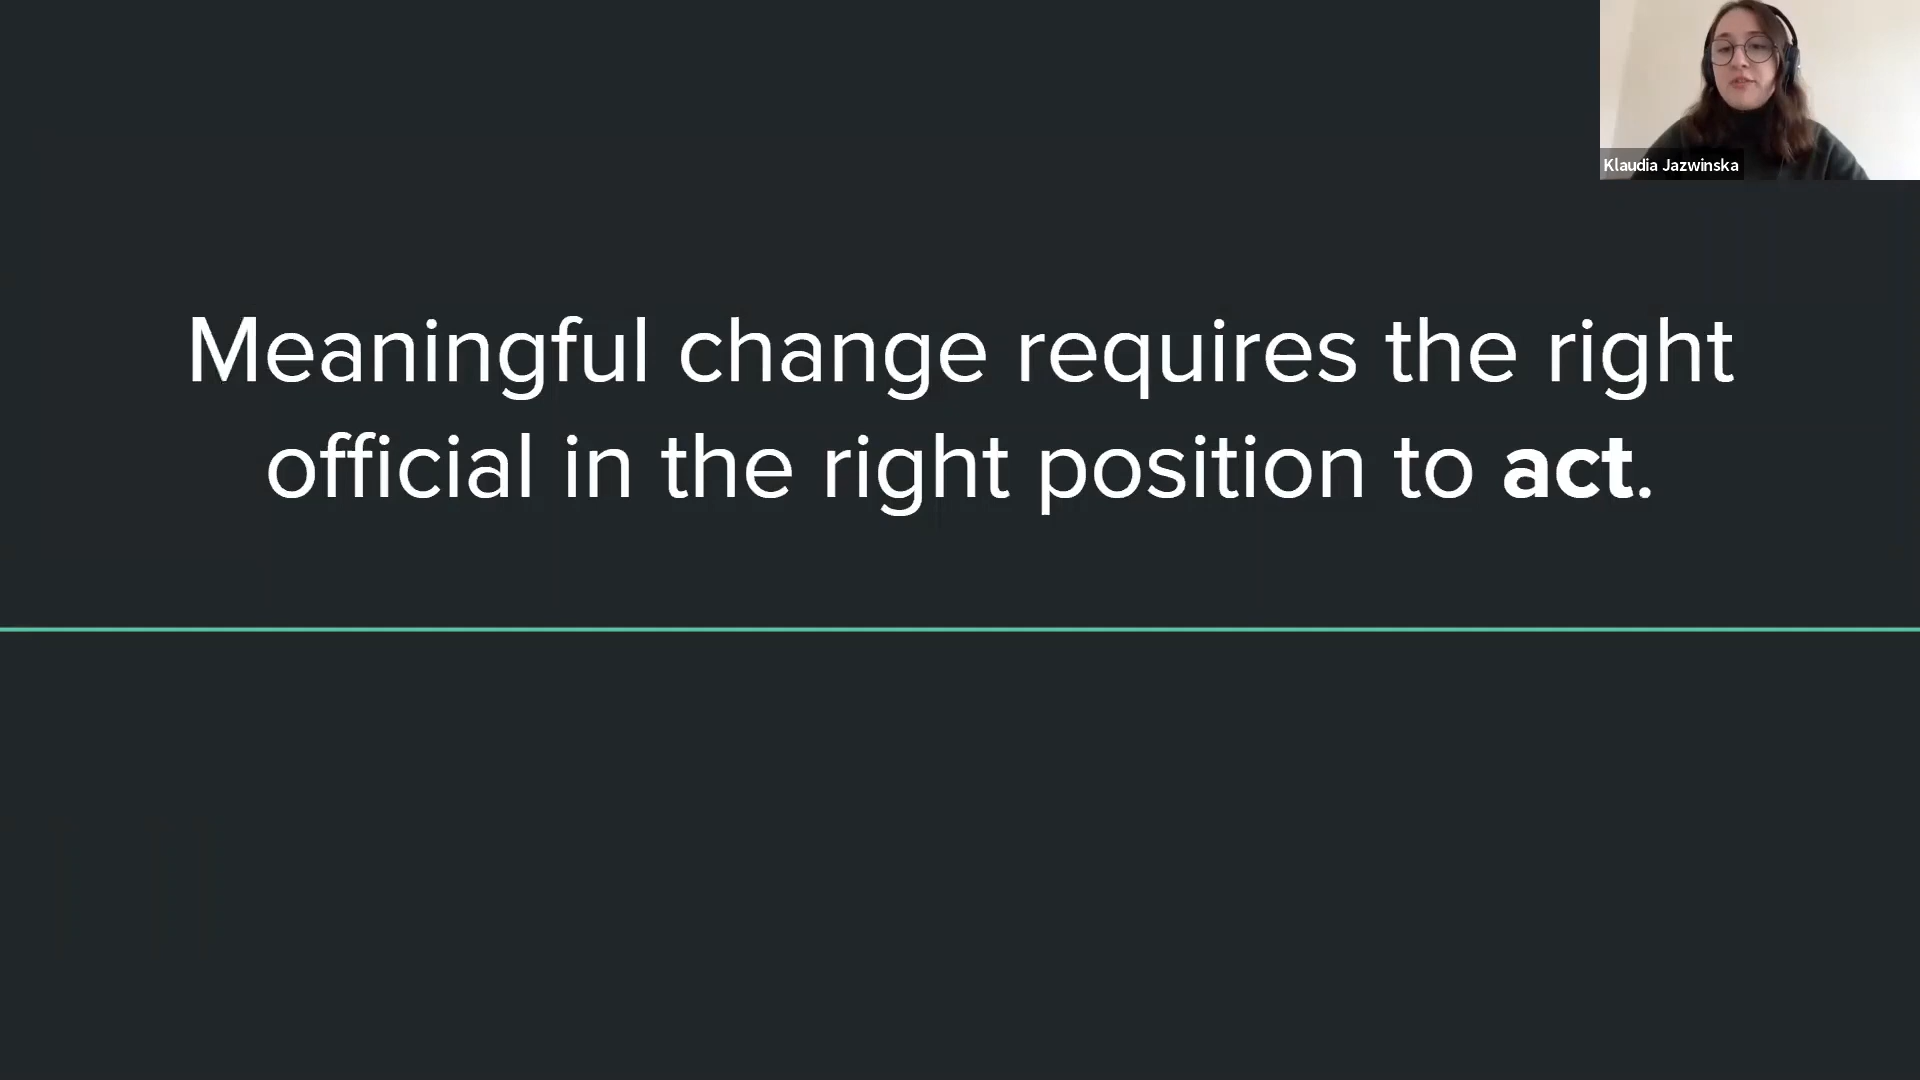 Klaudia Jazwinska
Meaningful change requires the right
official in the right position to act.